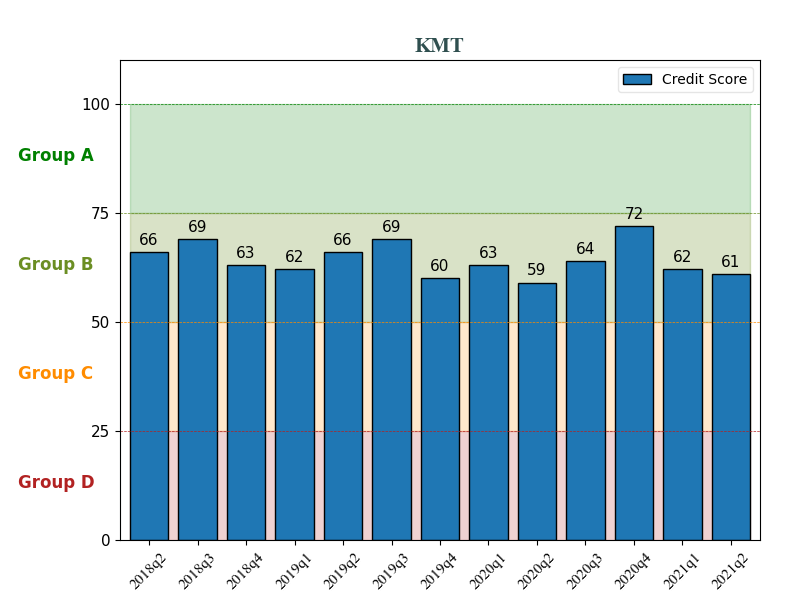 KMT
Credit Score
100
Group A
75
72
69
69
66
66
63
62
63
64
62
61
60
59
Group B
50
Group C
25
Group D
0
2018q2
2018q3
2018q4
2019q1
2019q2
2019q3
2019q4
2020q1
2020q2
2020q3
2020q4
2021q1
2021q2